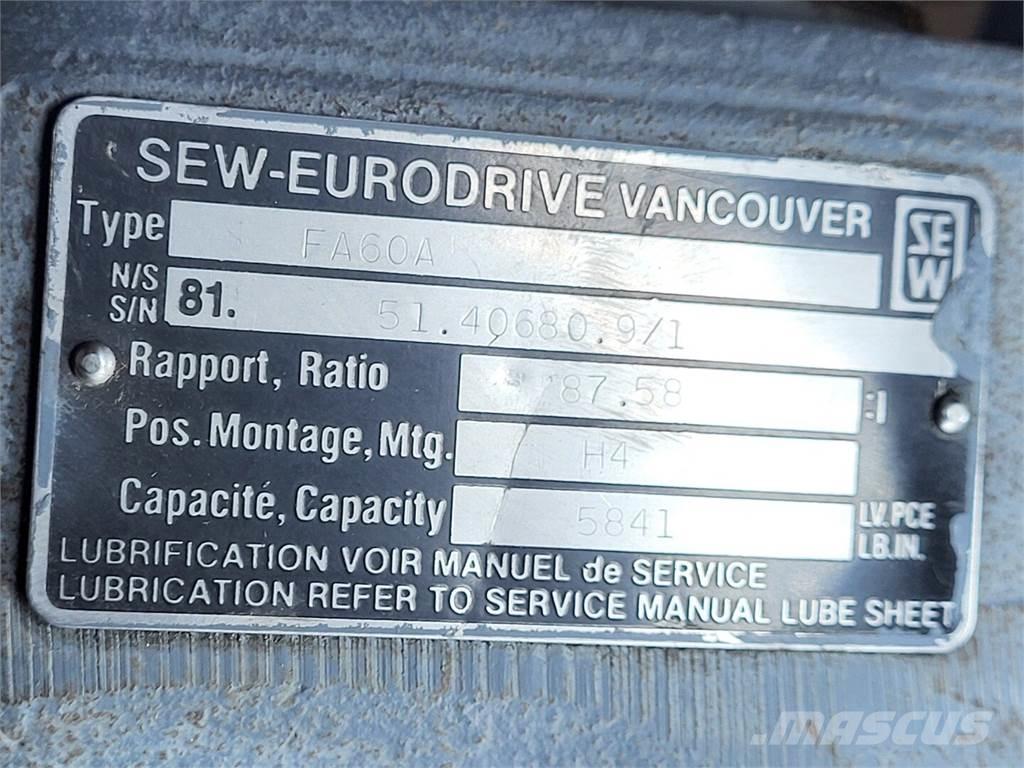 SEW-EURODRIVE VANCOUVER
SEW
Type FA60A
N/S
S/N 81. 51.40680.9/1
Rapport, Ratio 87.58 :1
Pos. Montage, Mtg. H4
Capacité, Capacity 5841 LV.PCE
LB.IN.
LUBRIFICATION VOIR MANUEL de SERVICE
LUBRICATION REFER TO SERVICE MANUAL LUBE SHEET
MASCUS